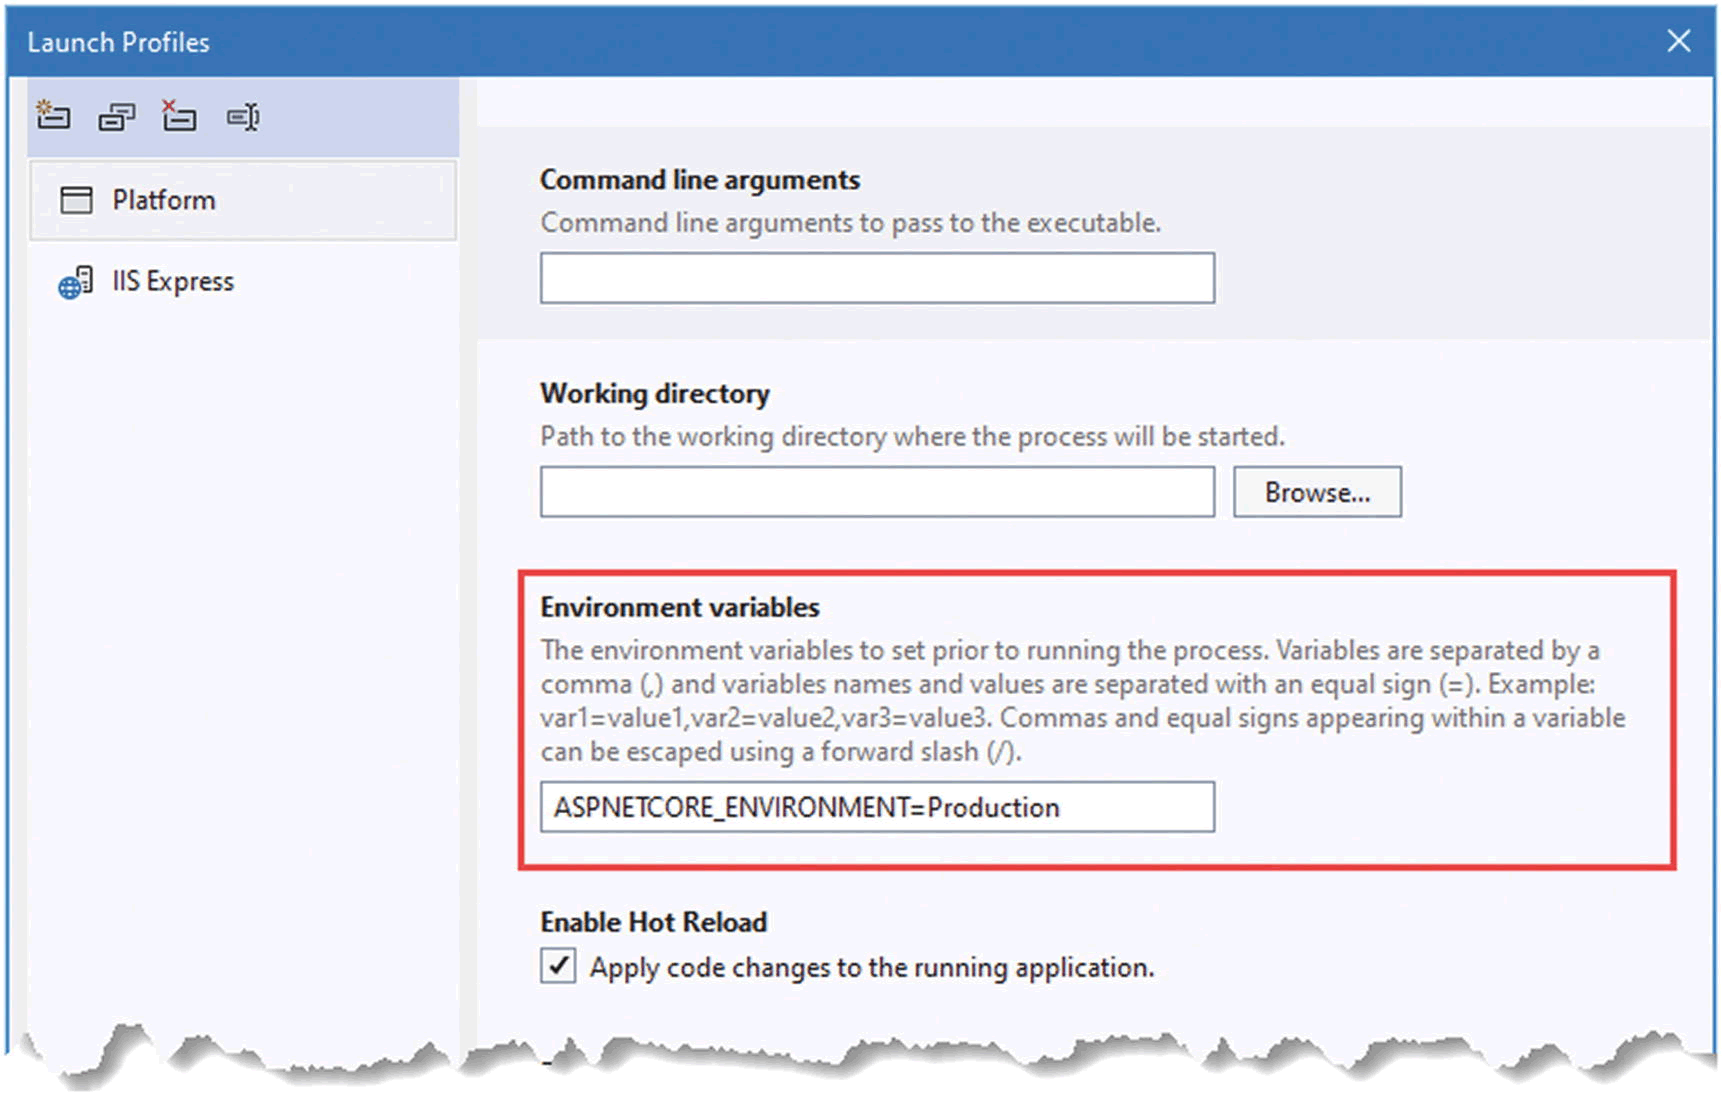 Launch Profiles
Platform
IIS Express
Command line arguments
Command line arguments to pass to the executable.
Working directory
Path to the working directory where the process will be started.
Browse...
Environment variables
The environment variables to set prior to running the process. Variables are separated by a
comma (,) and variables names and values are separated with an equal sign (=). Example:
var1=value1,var2=value2,var3=value3. Commas and equal signs appearing within a variable
can be escaped using a forward slash (/).
ASPNETCORE_ENVIRONMENT=Production
Enable Hot Reload
Apply code changes to the running application.